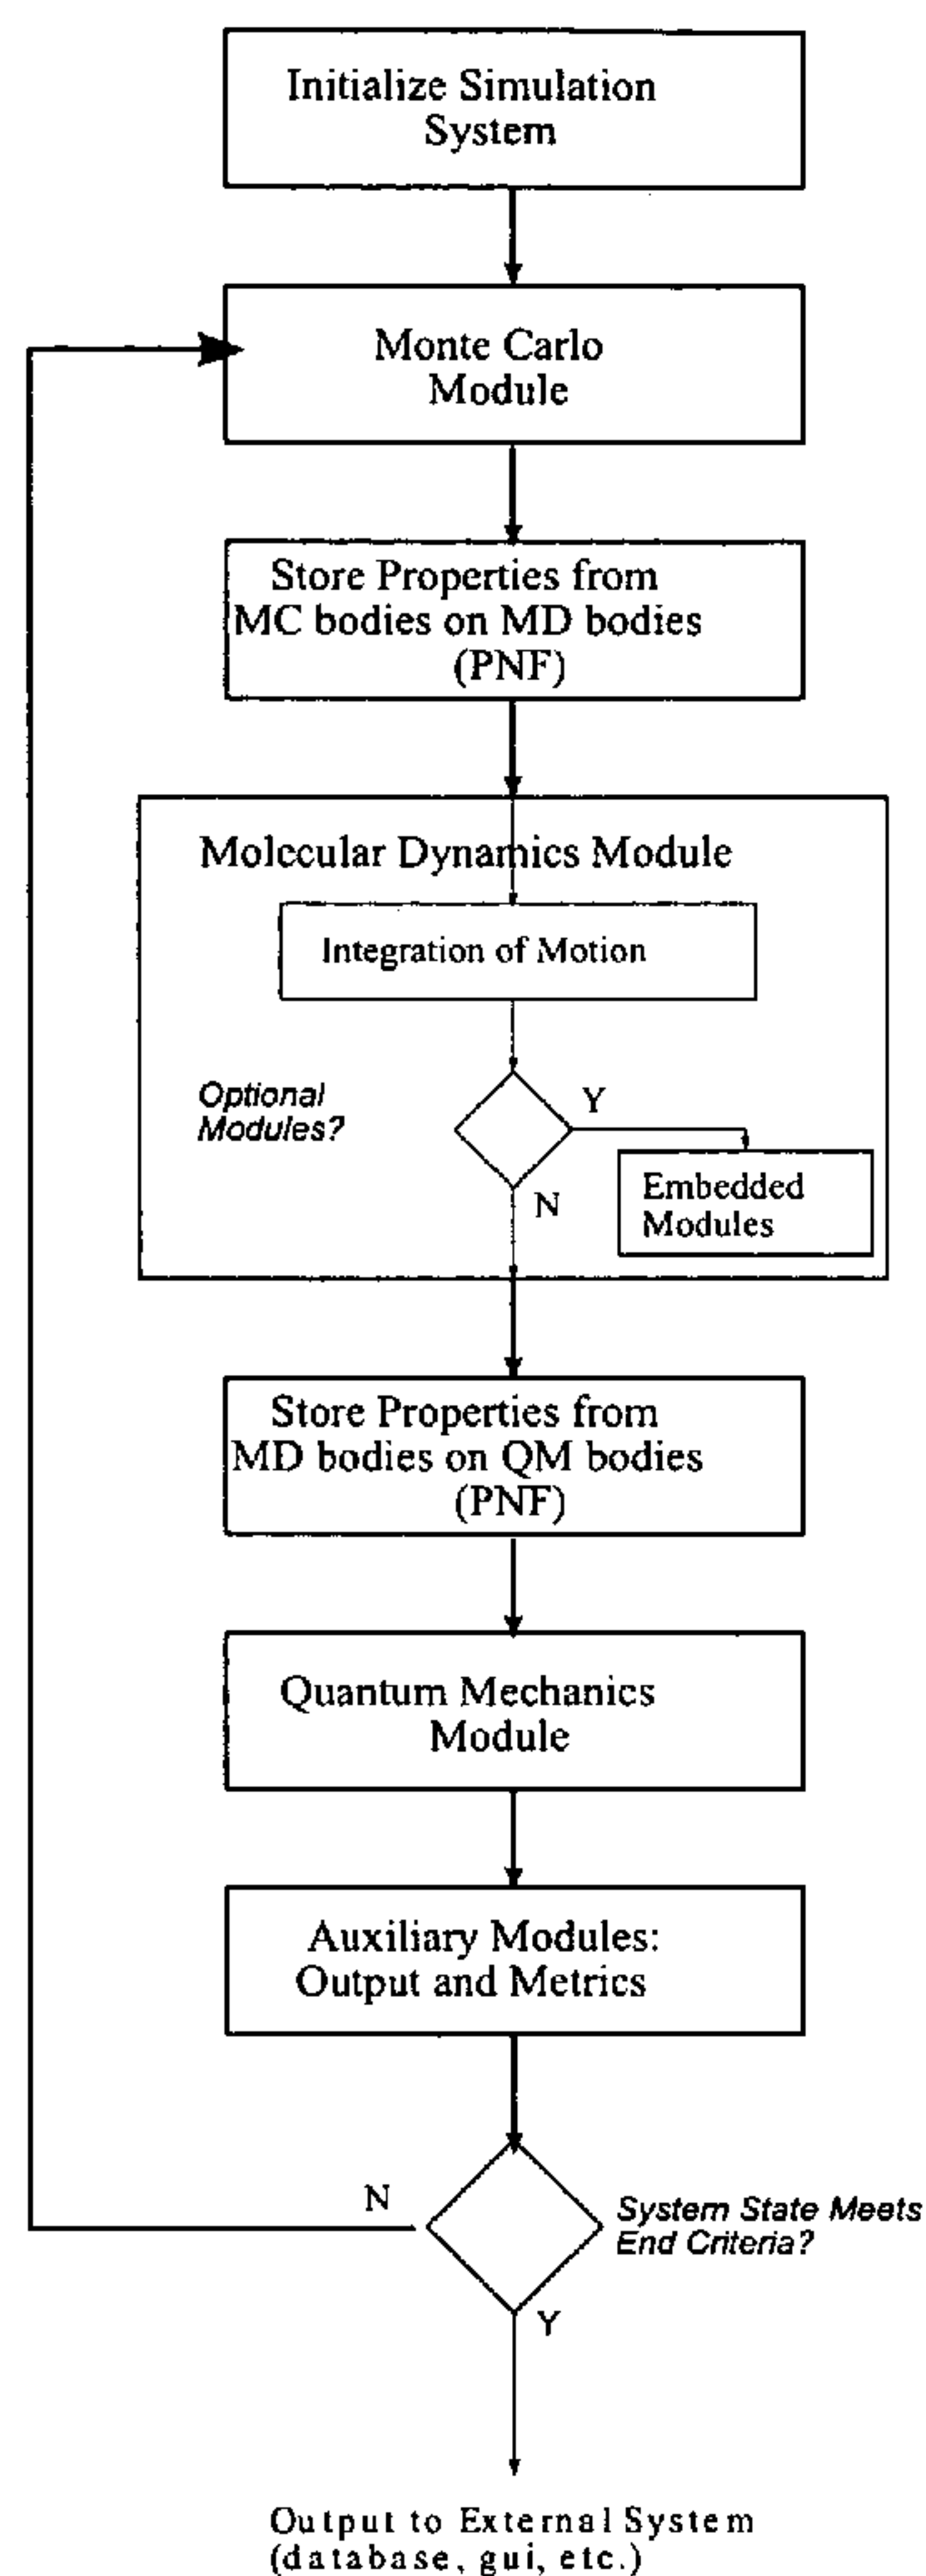 Initialize Simulation
System
Monte Carlo
Module
Store Properties from
MC bodies on MD bodies
(PNF)
Molecular Dynamics Module
Integration of Motion
Optional
Modules?
Y
N
Embedded
Modules
Store Properties from
MD bodies on QM bodies
(PNF)
Quantum Mechanics
Module
Auxiliary Modules:
Output and Metrics
N
System State Meets
End Criteria?
Y
Output to External System
(database, gui, etc.)